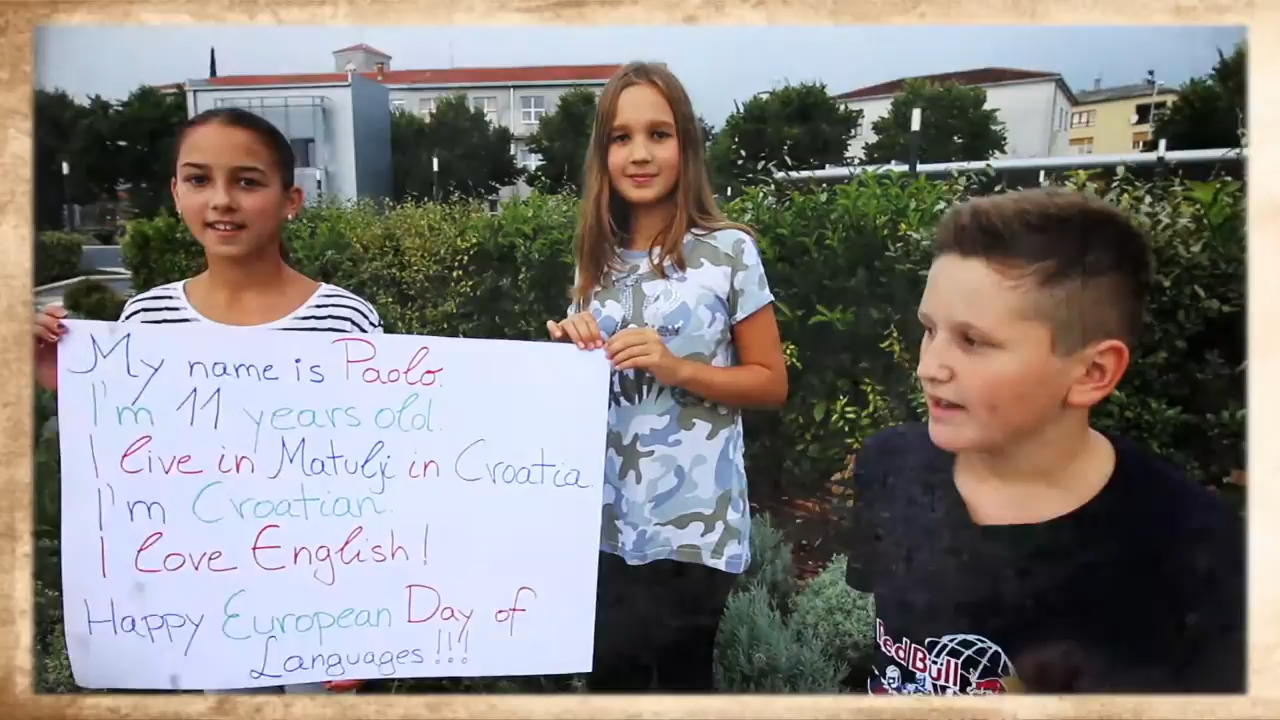 My name is Paolo.
I'm 11 years old.
I live in Matulji in Croatia.
I'm Croatian.
I love English!
Happy European Day of
Languages!!!
Red Bull